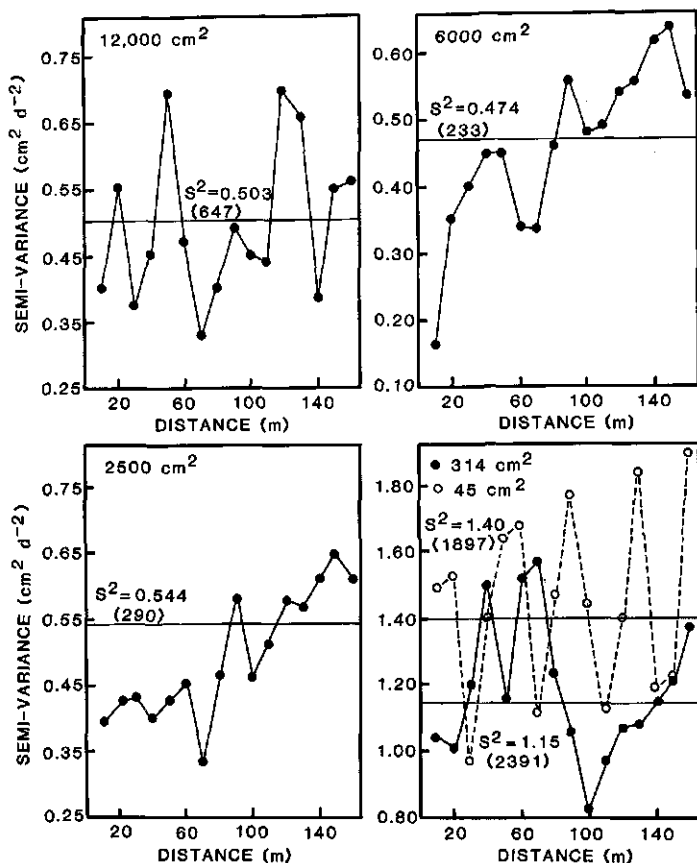 12,000 cm²
0.75
0.65
0.55
0.45
0.35
0.25
SEMI-VARIANCE (cm² d⁻²)
S²=0.503
(647)
20 60 100 140
DISTANCE (m)
6000 cm²
0.60
0.50
0.40
0.30
0.20
0.10
S²=0.474
(233)
20 60 100 140
DISTANCE (m)
2500 cm²
0.75
0.65
0.55
0.45
0.35
0.25
SEMI-VARIANCE (cm² d⁻²)
S²=0.544
(290)
20 60 100 140
DISTANCE (m)
314 cm²
45 cm²
1.80
1.60
1.40
1.20
1.00
0.80
S²=1.40
(1897)
S²=1.15
(2391)
20 60 100 140
DISTANCE (m)